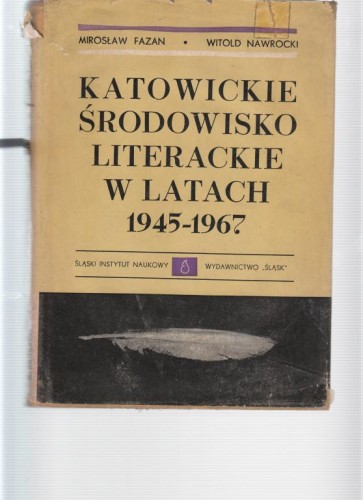 MIROSŁAW FAZAN • WITOLD NAWROCKI
KATOWICKIE
ŚRODOWISKO
LITERACKIE
W LATACH
1945-1967
ŚLĄSKI INSTYTUT NAUKOWY WYDAWNICTWO „ŚLĄSK"